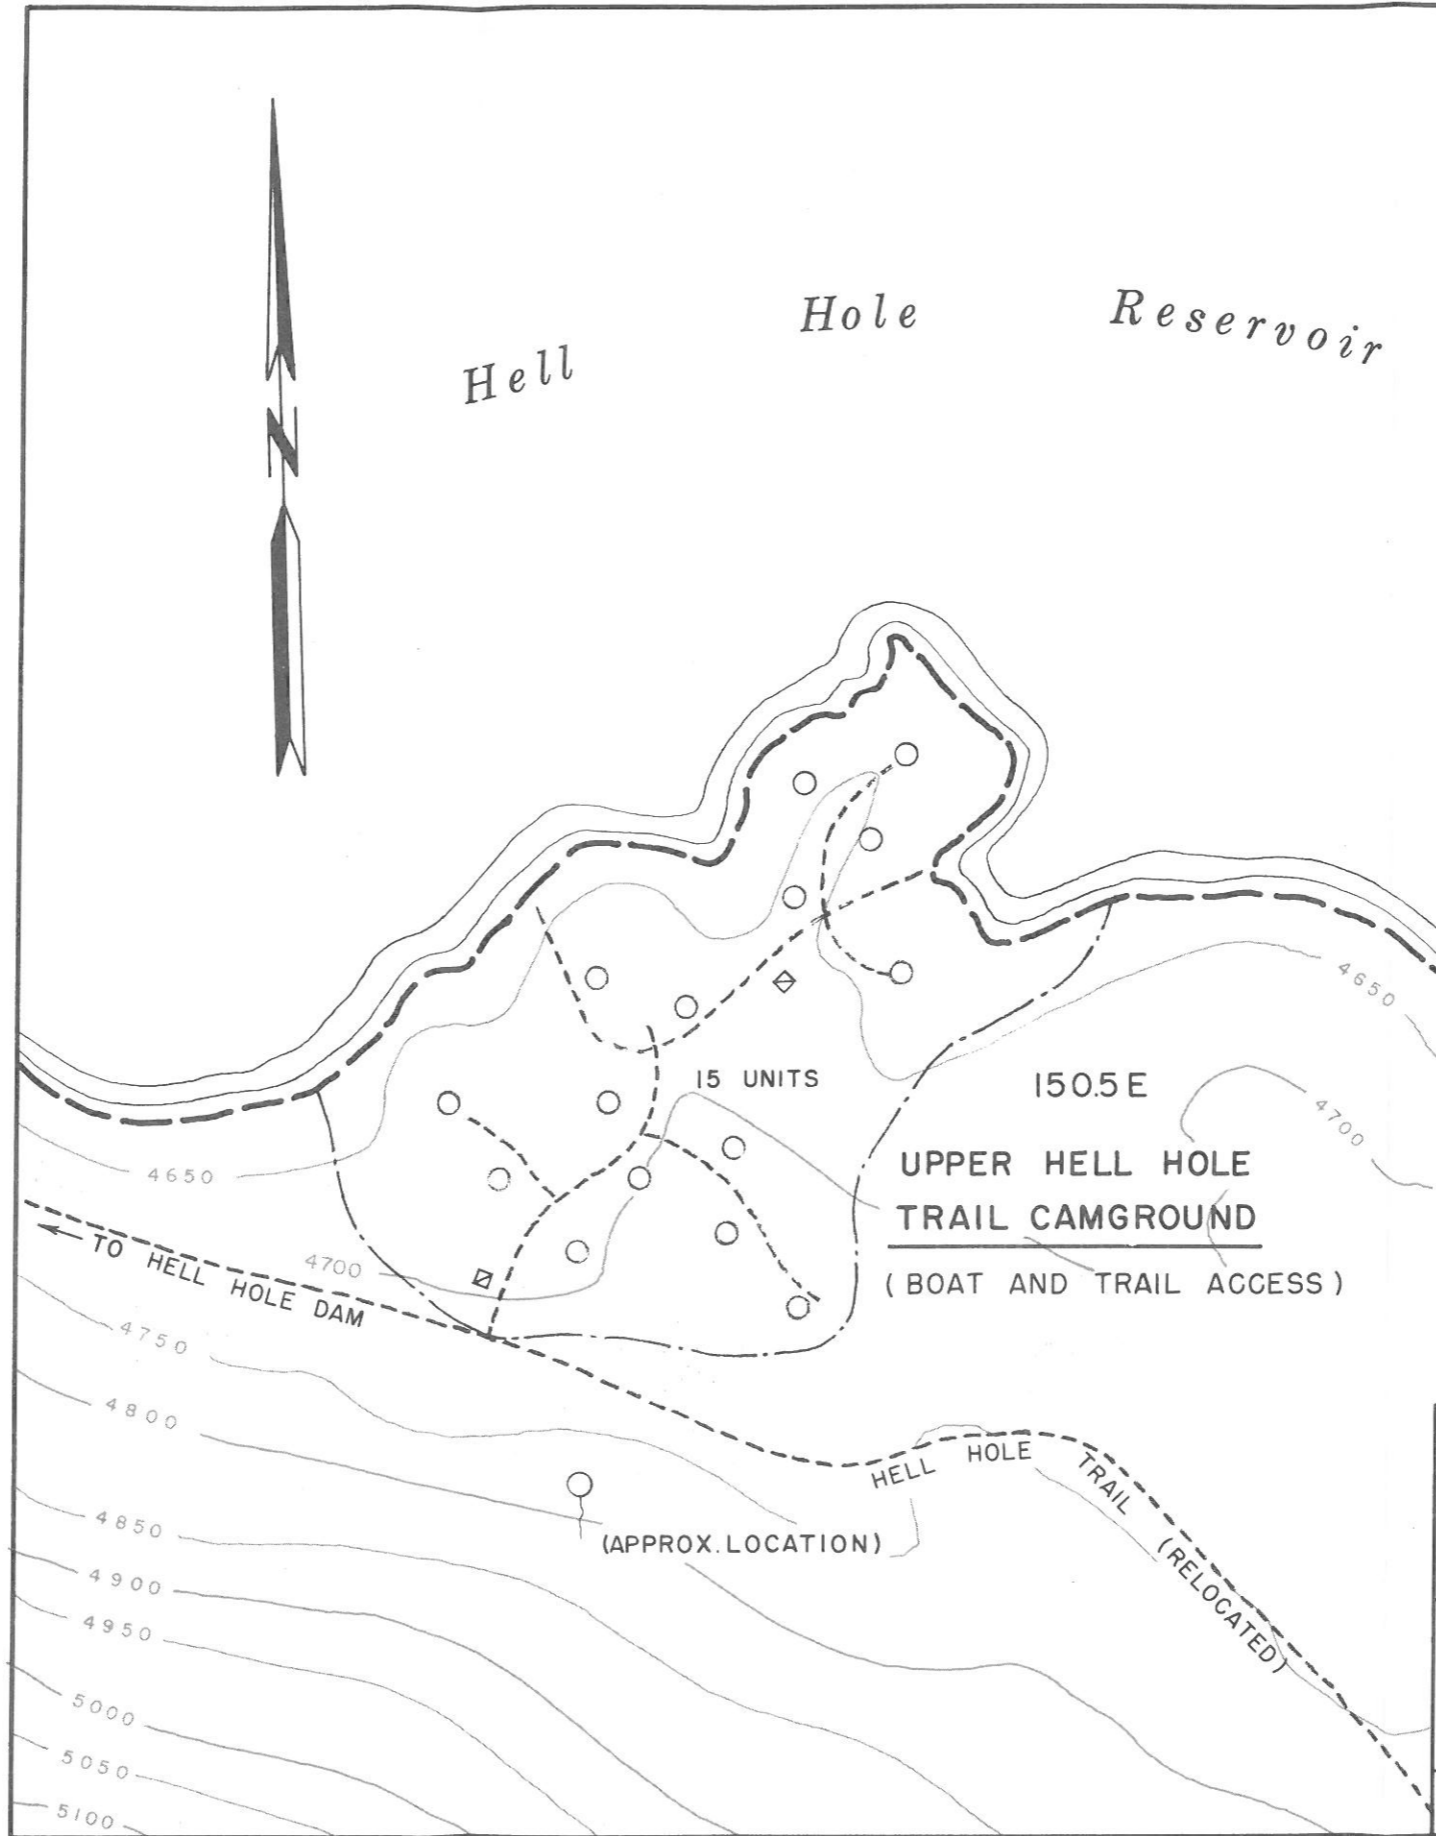 N
Hell Hole Reservoir
4650
15 UNITS
150.5 E
4700
UPPER HELL HOLE
TRAIL CAMGROUND
(BOAT AND TRAIL ACCESS)
4650
TO HELL HOLE DAM
4700
4750
4800
HELL HOLE TRAIL (RELOCATED)
(APPROX. LOCATION)
4850
4900
4950
5000
5050
5100